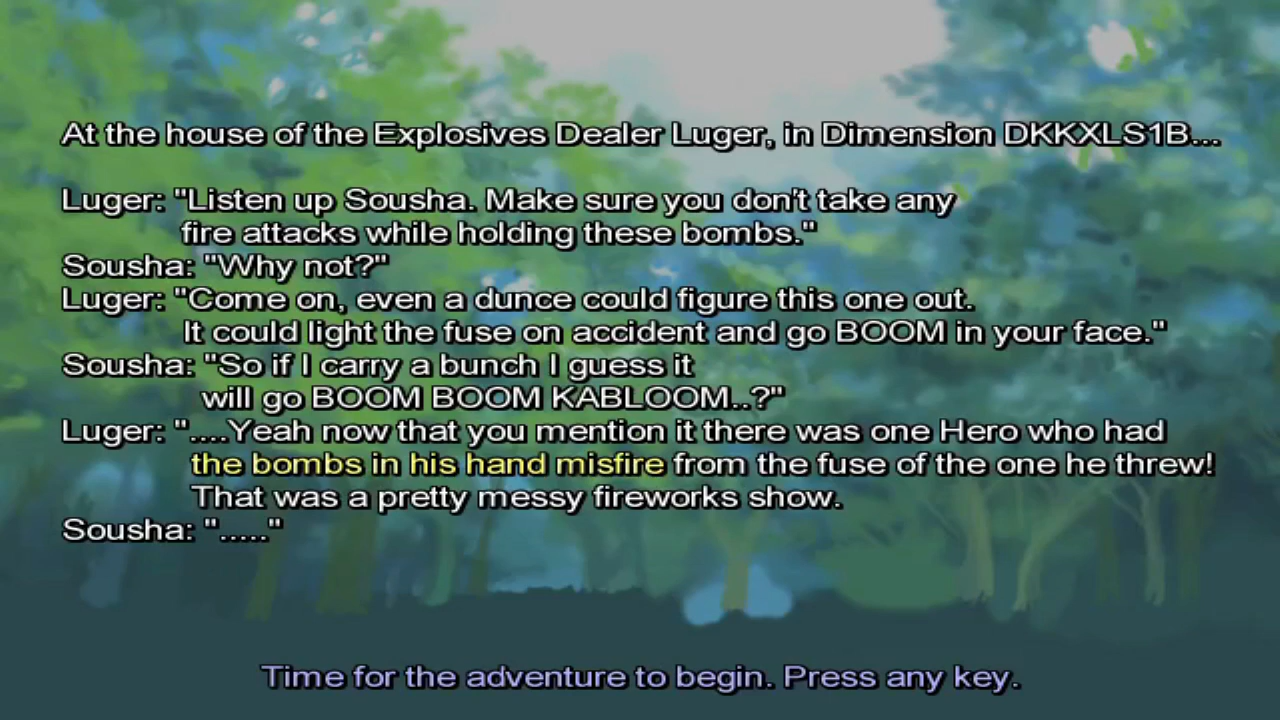 At the house of the Explosives Dealer Luger, in Dimension DKKXLS1B...
Luger: "Listen up Sousha. Make sure you don't take any
fire attacks while holding these bombs."
Sousha: "Why not?"
Luger: "Come on, even a dunce could figure this one out.
It could light the fuse on accident and go BOOM in your face."
Sousha: "So if I carry a bunch I guess it
will go BOOM BOOM KABLOOM..?"
Luger: "....Yeah now that you mention it there was one Hero who had
the bombs in his hand misfire from the fuse of the one he threw!
That was a pretty messy fireworks show.
Sousha: "....."
Time for the adventure to begin. Press any key.